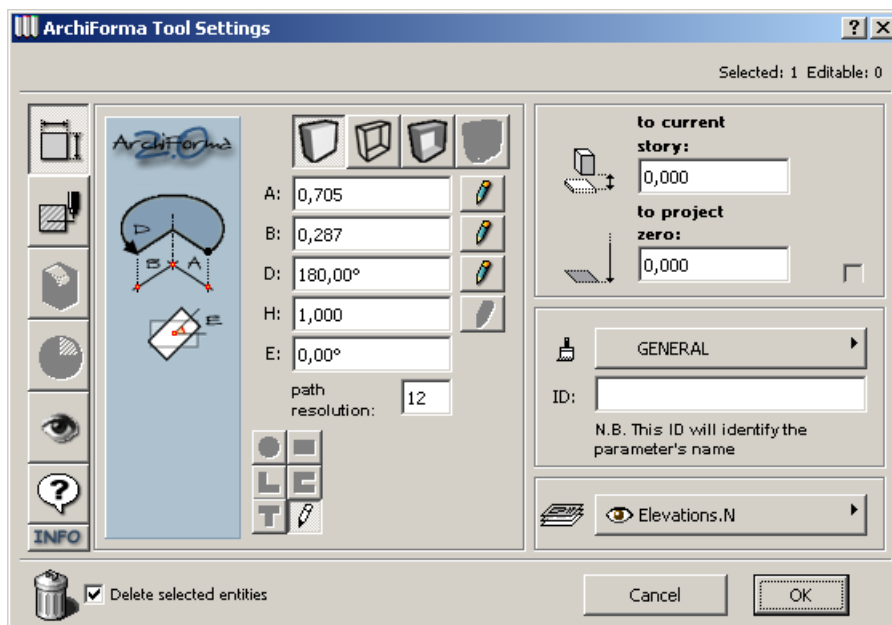 ArchiForma Tool Settings
Selected: 1 Editable: 0
ArchiForma
2.0
D
B
A
E
A: 0,705
B: 0,287
D: 180,00°
H: 1,000
E: 0,00°
path
resolution: 12
to current
story:
0,000
to project
zero:
0,000
GENERAL
ID:
N.B. This ID will identify the
parameter's name
Elevations.N
INFO
Delete selected entities
Cancel
OK